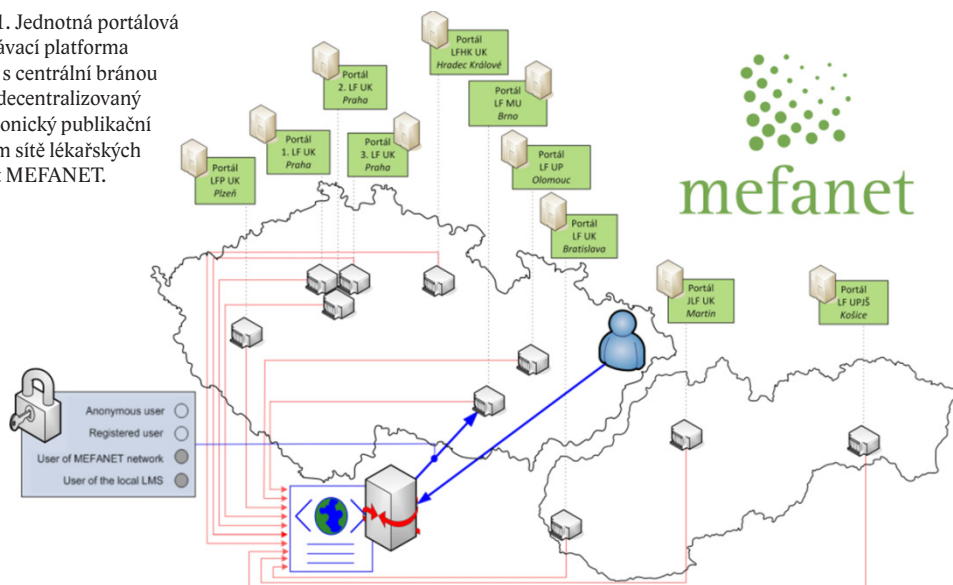 1. Jednotná portálová
ávací platforma
s centrální bránou
decentralizovaný
onický publikační
m sítě lékařských
t MEFANET.
Portál
LFP UK
Plzeň
Portál
1. LF UK
Praha
Portál
2. LF UK
Praha
Portál
3. LF UK
Praha
Portál
LFHK UK
Hradec Králové
Portál
LF MU
Brno
Portál
LF UP
Olomouc
Portál
LF UK
Bratislava
Portál
JLF UK
Martin
Portál
LF UPJŠ
Košice
mefanet
Anonymous user
Registered user
User of MEFANET network
User of the local LMS